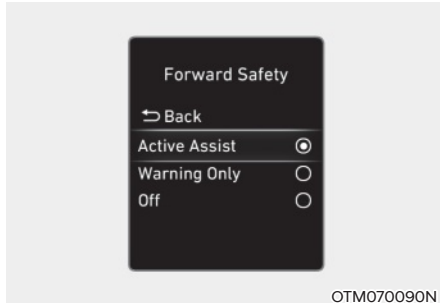 Forward Safety
Back
Active Assist
Warning Only
Off
OTM070090N